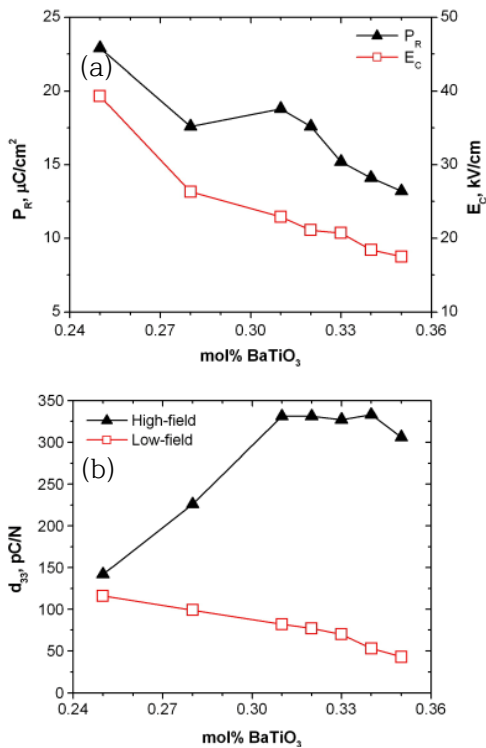 25
50
(a)
P_R
E_C
20
40
15
30
10
20
5
10
P_R, μC/cm²
E_C, kV/cm
0.24
0.27
0.30
0.33
0.36
mol% BaTiO₃
350
High-field
Low-field
300
(b)
250
200
150
100
50
0
d₃₃, pC/N
0.24
0.27
0.30
0.33
0.36
mol% BaTiO₃